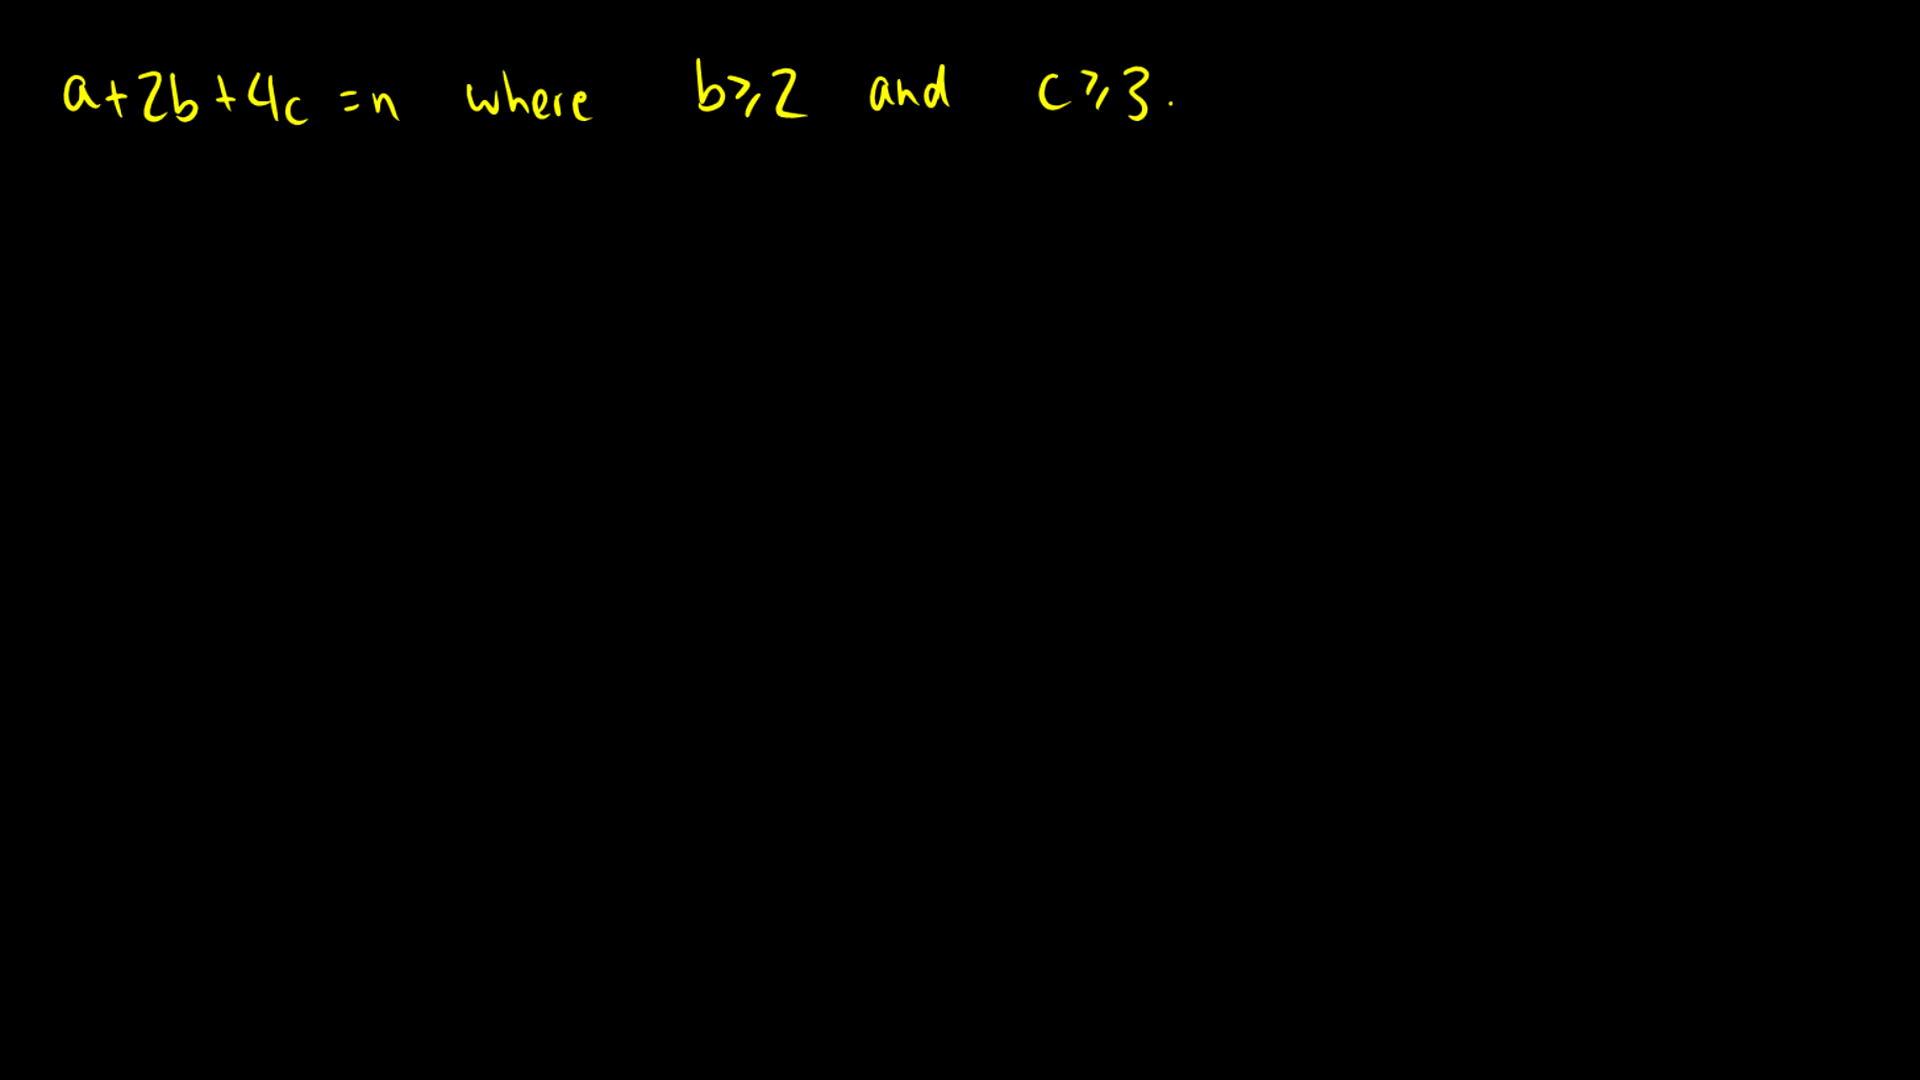 a+2b+4c =n where b⩾2 and c⩾3.